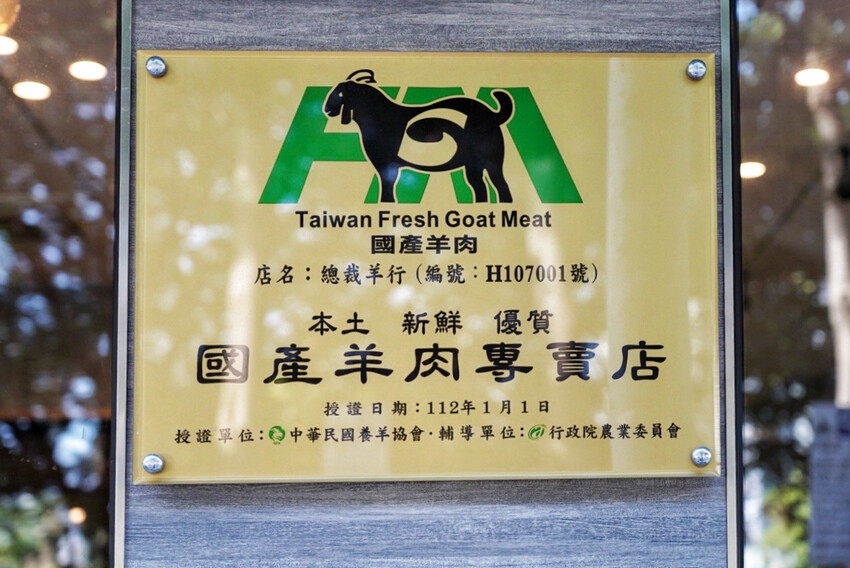 Taiwan Fresh Goat Meat
國產羊肉
店名：總裁羊行（編號：H107001號）
本土 新鮮 優質
國產羊肉專賣店
授證日期：112年1月1日
授證單位：中華民國養羊協會·輔導單位：行政院農業委員會